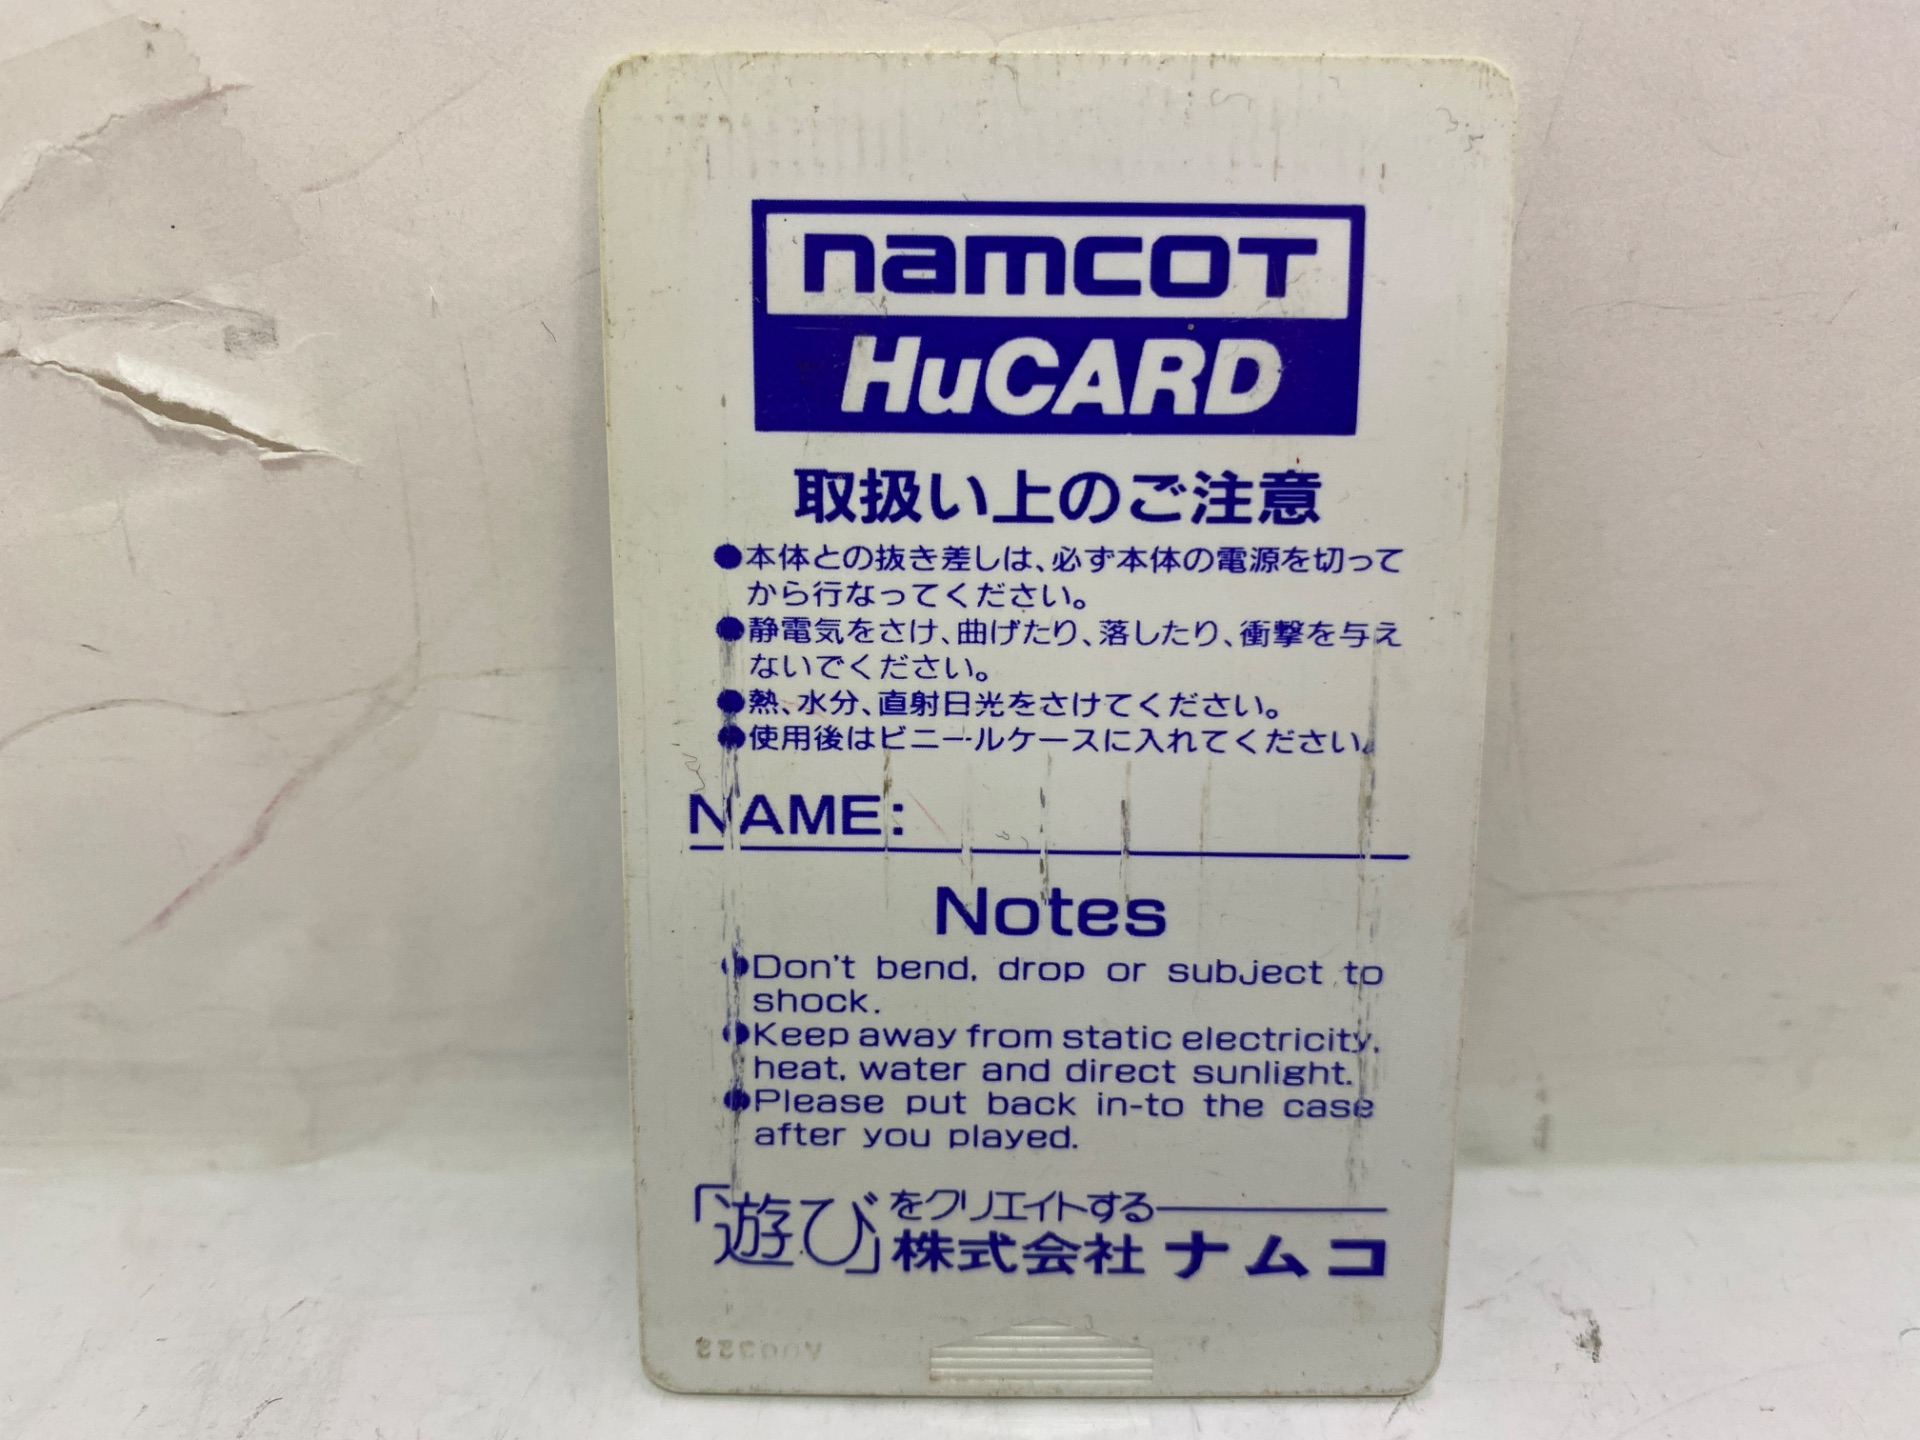 namcot
HuCARD
取扱い上のご注意
●本体との抜き差しは、必ず本体の電源を切って
から行なってください。
●静電気をさけ、曲げたり、落したり、衝撃を与え
ないでください。
●熱、水分、直射日光をさけてください。
●使用後はビニールケースに入れてください。
NAME:
Notes
●Don't bend, drop or subject to
shock.
●Keep away from static electricity,
heat, water and direct sunlight.
●Please put back in-to the case
after you played.
「遊び」をクリエイトする
株式会社ナムコ